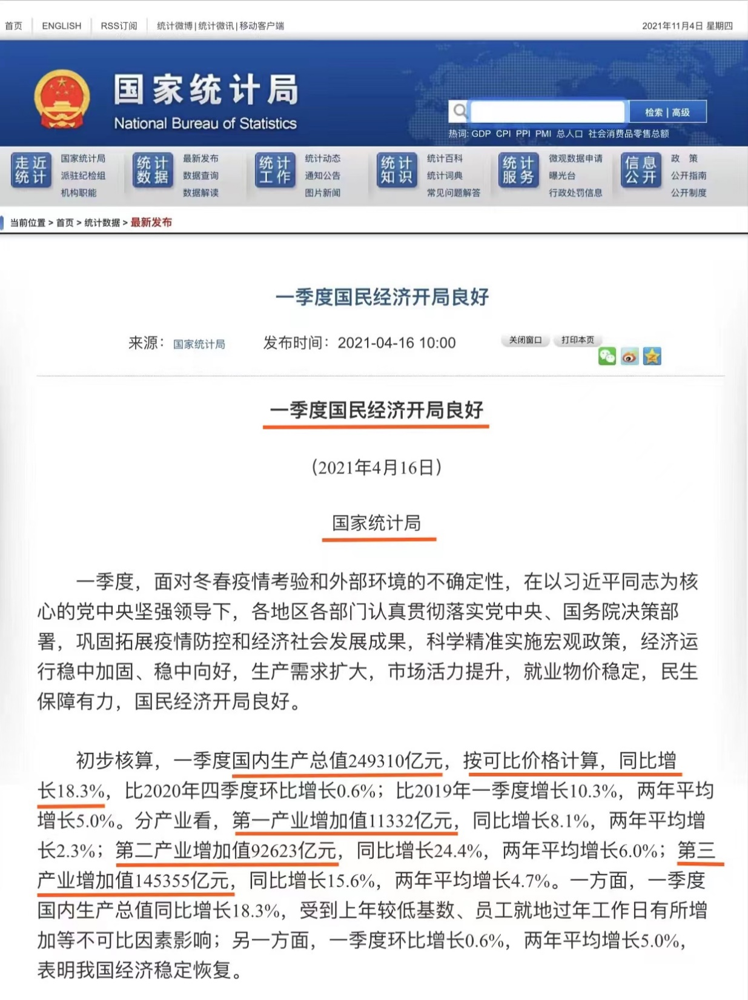 首页 ENGLISH RSS订阅 统计微博|统计微讯|移动客户端 2021年11月4日 星期四
国家统计局
National Bureau of Statistics
检索 | 高级
热词: GDP CPI PPI PMI 总人口 社会消费品零售总额
走近 国家统计局 统计 最新发布 统计 统计动态 统计 统计百科 统计 微观数据申请 信息 政 策
统计 派驻纪检组 数据 数据查询 工作 通知公告 知识 统计词典 服务 曝光台 公开 公开指南
机构职能 数据解读 图片新闻 常见问题解答 行政处罚信息 公开制度
当前位置 > 首页 > 统计数据 > 最新发布
一季度国民经济开局良好
来源： 国家统计局 发布时间：2021-04-16 10:00 关闭窗口 打印本页
一季度国民经济开局良好
（2021年4月16日）
国家统计局
一季度，面对冬春疫情考验和外部环境的不确定性，在以习近平同志为核
心的党中央坚强领导下，各地区各部门认真贯彻落实党中央、国务院决策部
署，巩固拓展疫情防控和经济社会发展成果，科学精准实施宏观政策，经济运
行稳中加固、稳中向好，生产需求扩大，市场活力提升，就业物价稳定，民生
保障有力，国民经济开局良好。
初步核算，一季度国内生产总值249310亿元，按可比价格计算，同比增
长18.3%，比2020年四季度环比增长0.6%；比2019年一季度增长10.3%，两年平均
增长5.0%。分产业看，第一产业增加值11332亿元，同比增长8.1%，两年平均增
长2.3%；第二产业增加值92623亿元，同比增长24.4%，两年平均增长6.0%；第三
产业增加值145355亿元，同比增长15.6%，两年平均增长4.7%。一方面，一季度
国内生产总值同比增长18.3%，受到上年较低基数、员工就地过年工作日有所增
加等不可比因素影响；另一方面，一季度环比增长0.6%，两年平均增长5.0%，
表明我国经济稳定恢复。